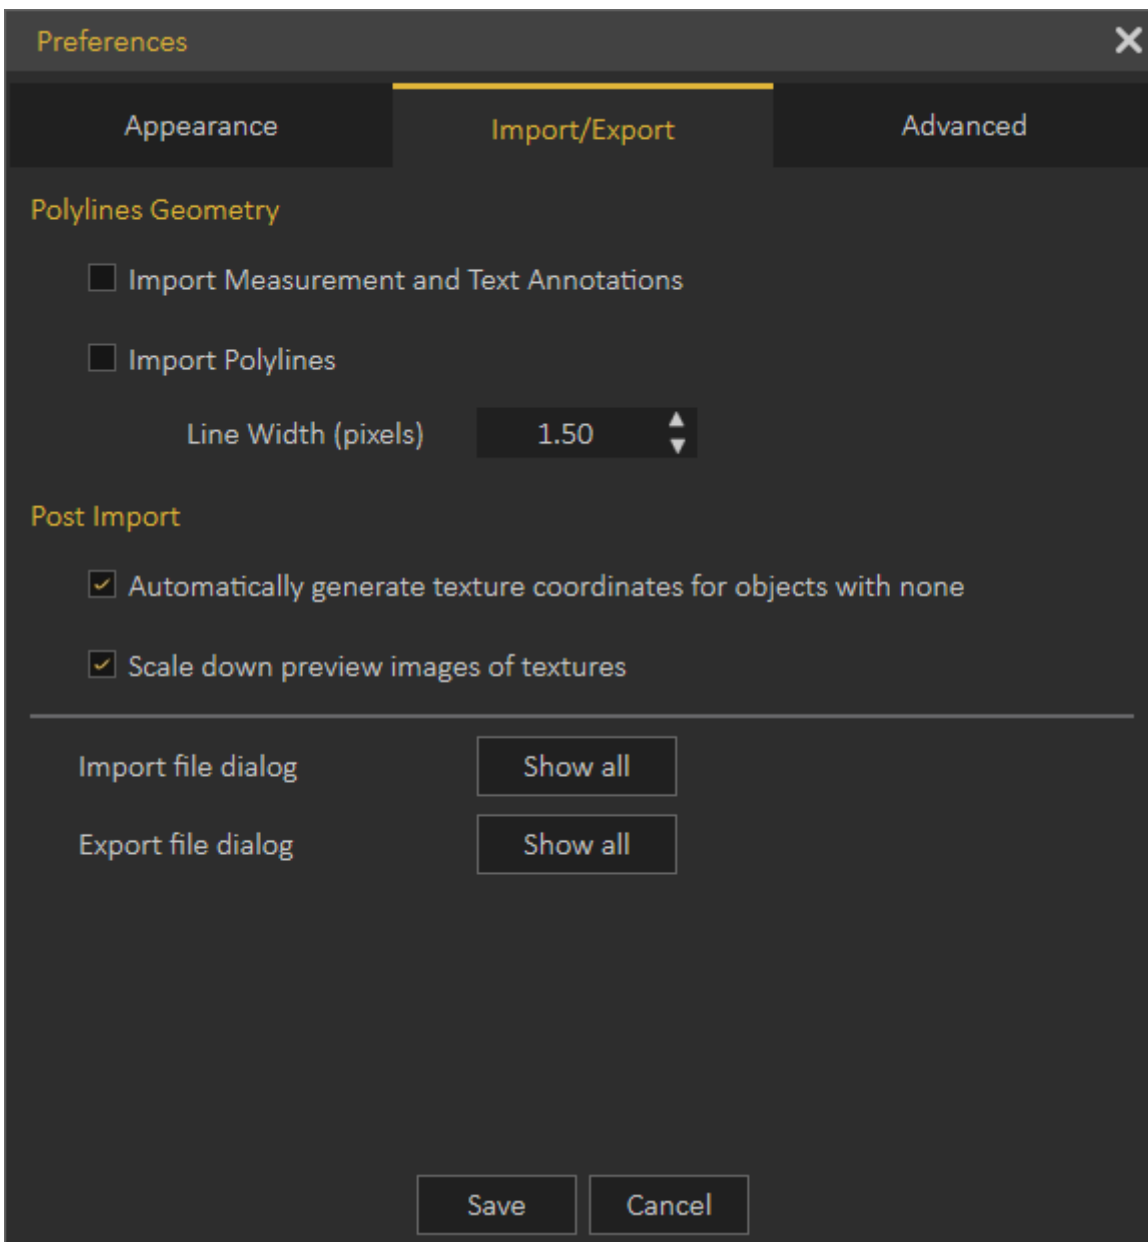 Preferences
Appearance Import/Export Advanced
Polylines Geometry
Import Measurement and Text Annotations
Import Polylines
Line Width (pixels) 1.50
Post Import
Automatically generate texture coordinates for objects with none
Scale down preview images of textures
Import file dialog Show all
Export file dialog Show all
Save Cancel